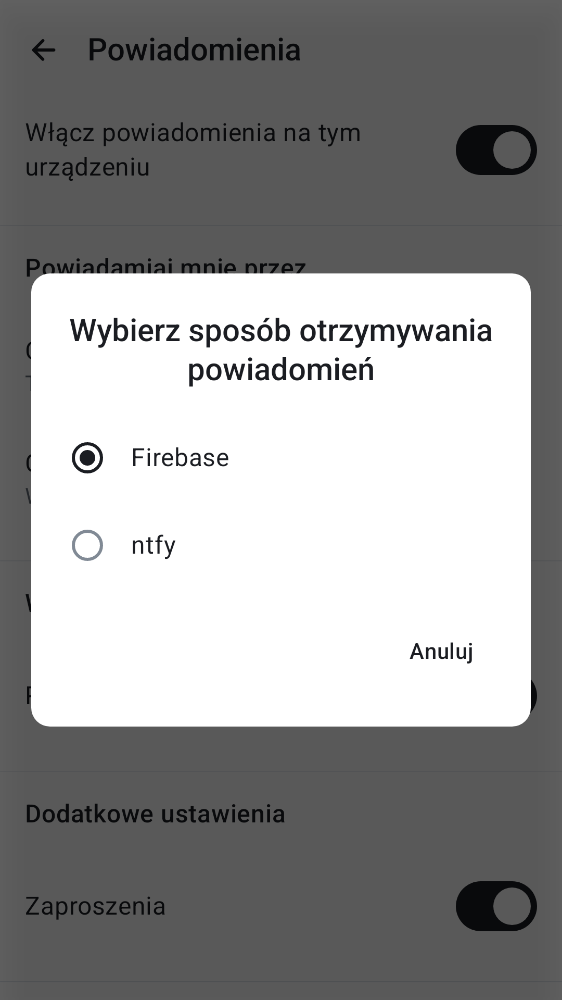 Powiadomienia
Włącz powiadomienia na tym
urządzeniu
Powiadamiaj mnie przez
Wybierz sposób otrzymywania
powiadomień
Firebase
ntfy
Anuluj
Dodatkowe ustawienia
Zaproszenia